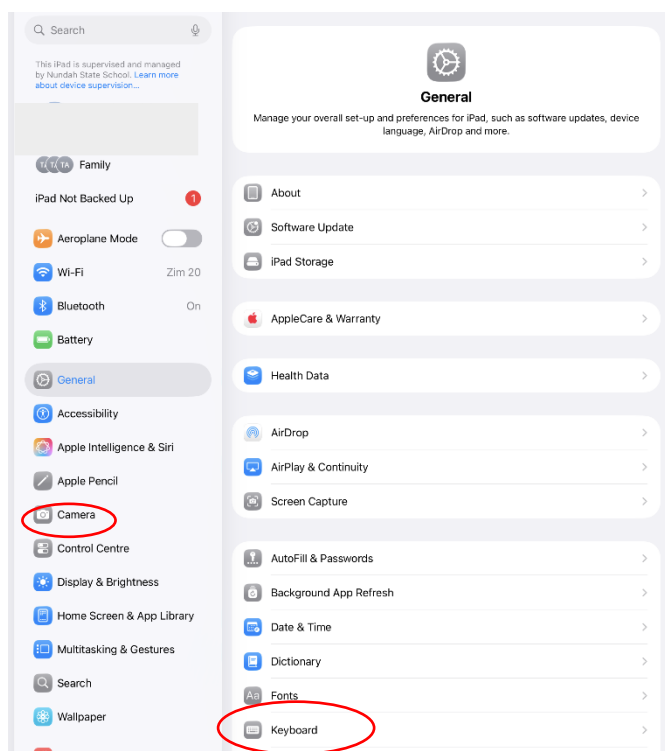 Search
This iPad is supervised and managed
by Nundah State School. Learn more
about device supervision...
Family
iPad Not Backed Up 1
Aeroplane Mode
Wi-Fi Zim 20
Bluetooth On
Battery
General
Accessibility
Apple Intelligence & Siri
Apple Pencil
Camera
Control Centre
Display & Brightness
Home Screen & App Library
Multitasking & Gestures
Search
Wallpaper
General
Manage your overall set-up and preferences for iPad, such as software updates, device
language, AirDrop and more.
About
Software Update
iPad Storage
AppleCare & Warranty
Health Data
AirDrop
AirPlay & Continuity
Screen Capture
AutoFill & Passwords
Background App Refresh
Date & Time
Dictionary
Aa Fonts
Keyboard